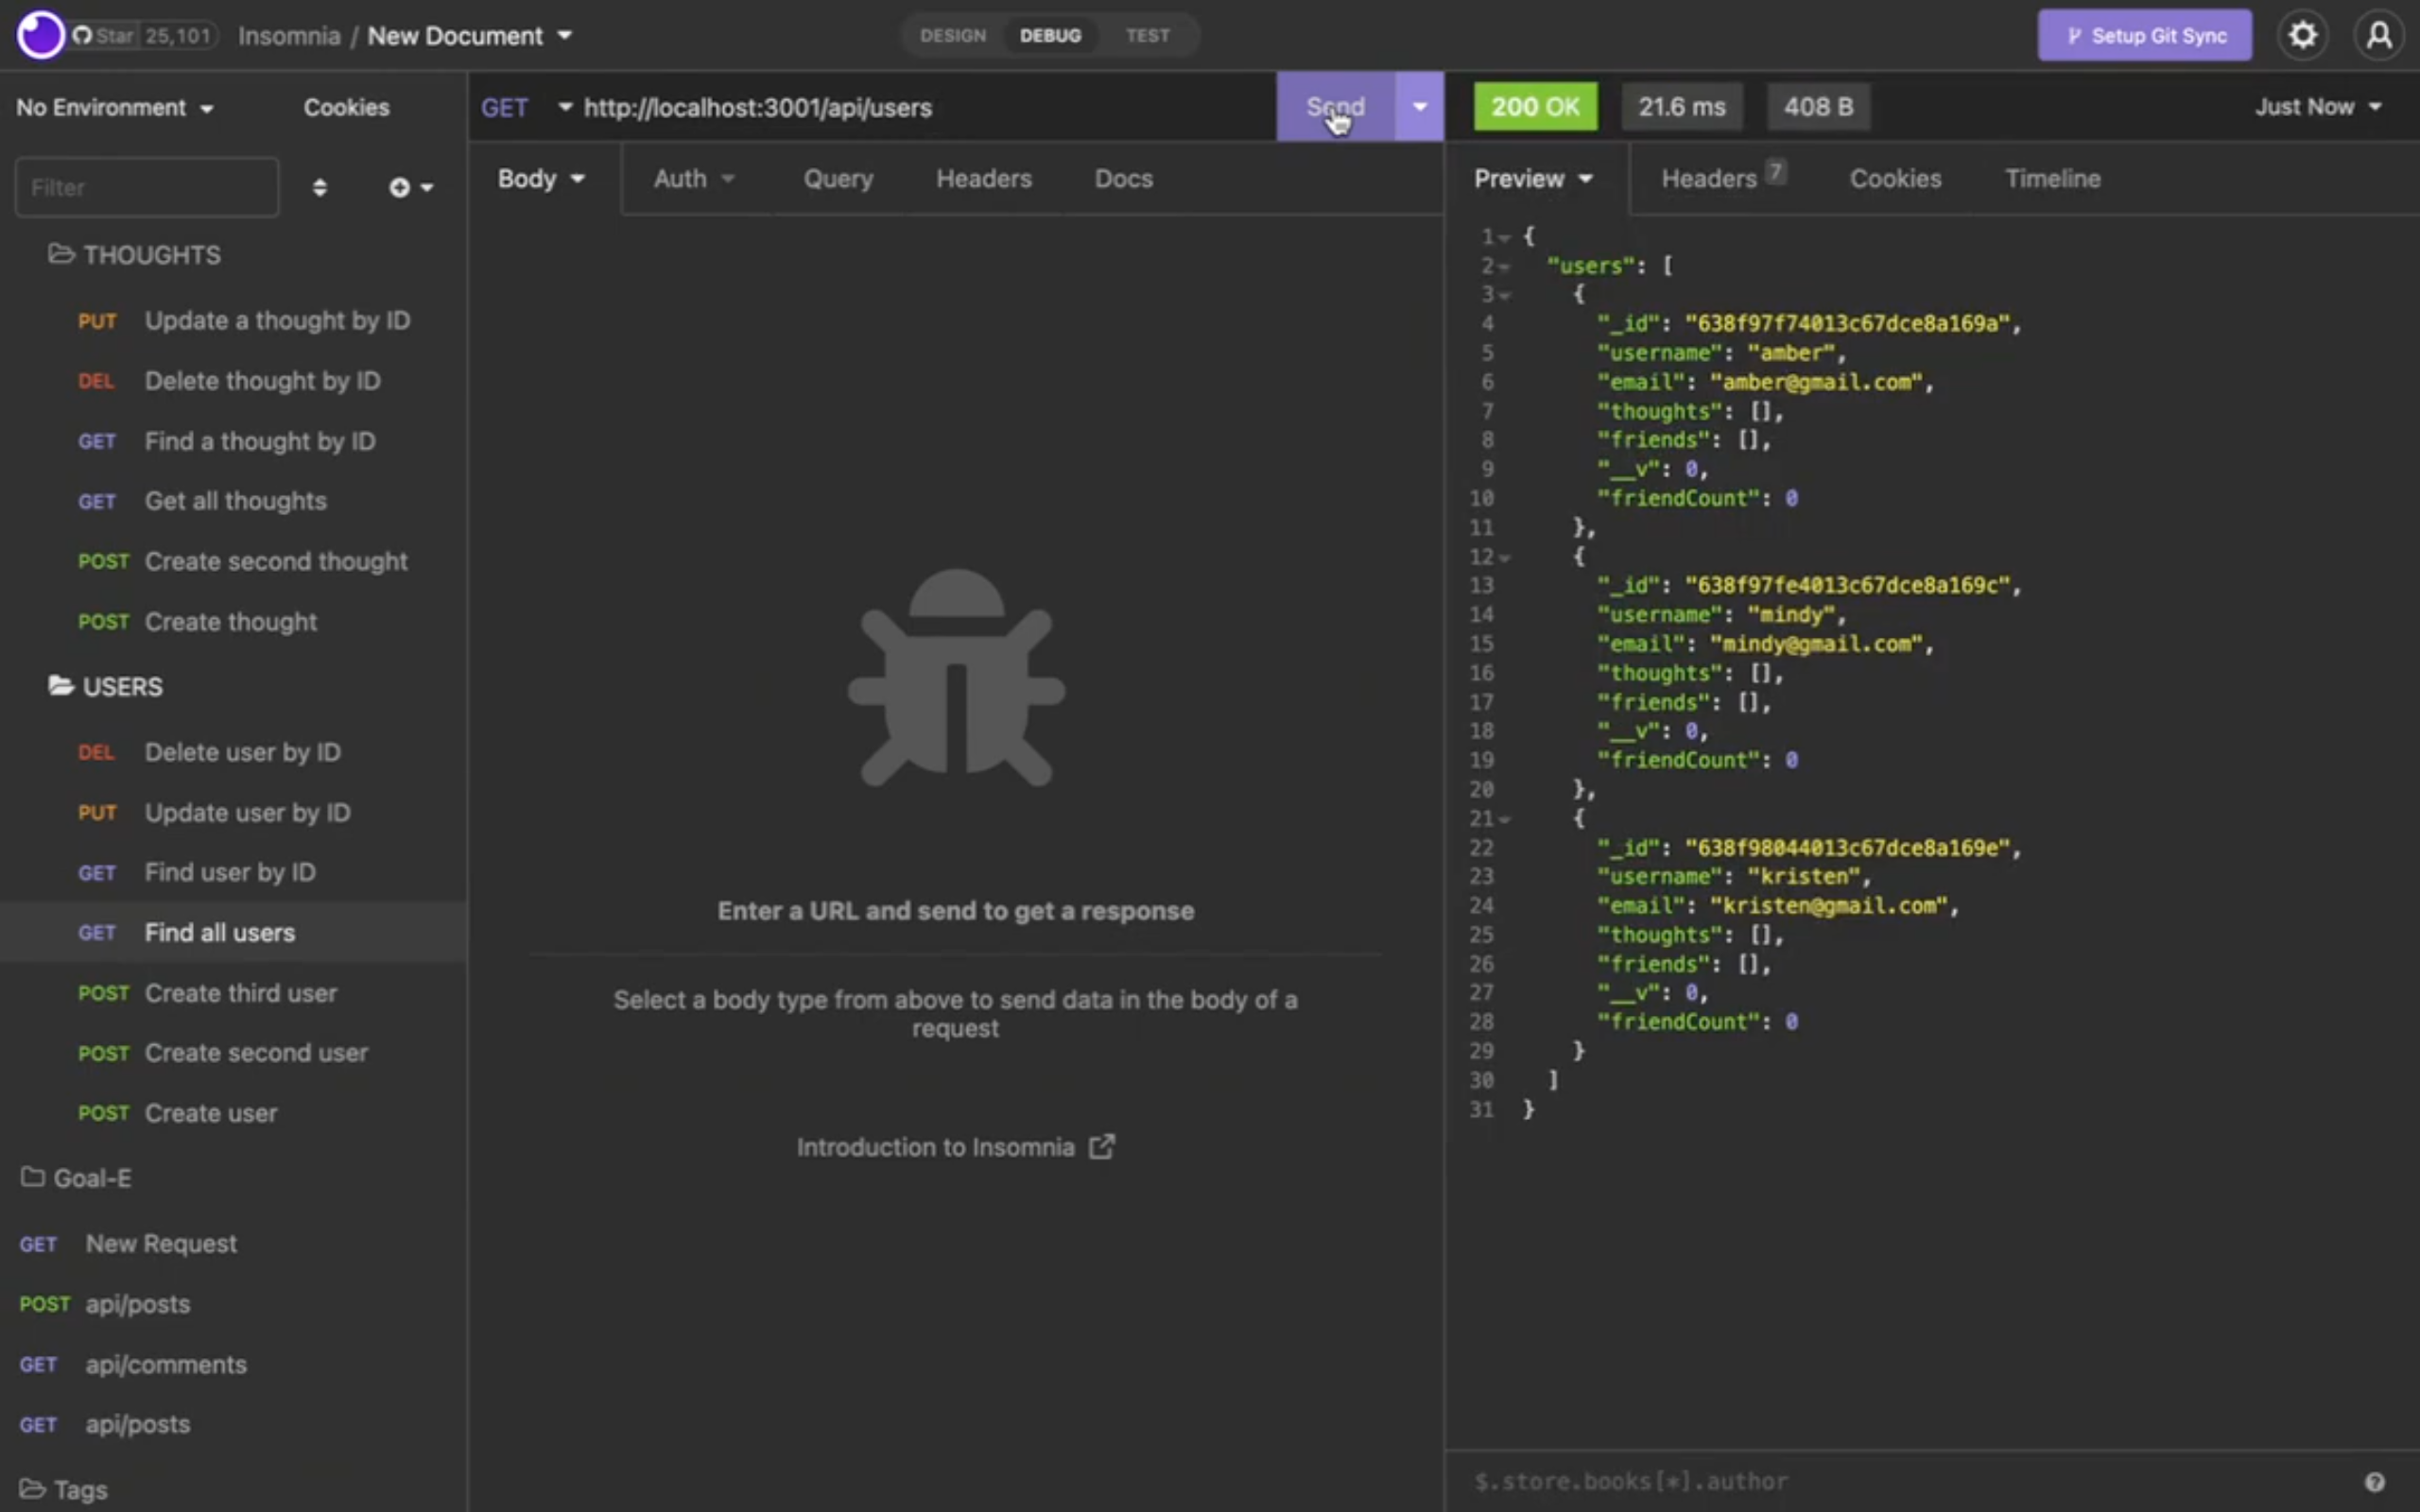 Star 25,101 Insomnia / New Document
DESIGN DEBUG TEST
Setup Git Sync
No Environment Cookies
Filter
THOUGHTS
PUT Update a thought by ID
DEL Delete thought by ID
GET Find a thought by ID
GET Get all thoughts
POST Create second thought
POST Create thought
USERS
DEL Delete user by ID
PUT Update user by ID
GET Find user by ID
GET Find all users
POST Create third user
POST Create second user
POST Create user
Goal-E
GET New Request
POST api/posts
GET api/comments
GET api/posts
Tags
GET http://localhost:3001/api/users Send
Body Auth Query Headers Docs
Enter a URL and send to get a response
Select a body type from above to send data in the body of a
request
Introduction to Insomnia
200 OK 21.6 ms 408 B Just Now
Preview Headers 7 Cookies Timeline
1 {
2 "users": [
3 {
4 "_id": "638f97f74013c67dce8a169a",
5 "username": "amber",
6 "email": "amber@gmail.com",
7 "thoughts": [],
8 "friends": [],
9 "__v": 0,
10 "friendCount": 0
11 },
12 {
13 "_id": "638f97fe4013c67dce8a169c",
14 "username": "mindy",
15 "email": "mindy@gmail.com",
16 "thoughts": [],
17 "friends": [],
18 "__v": 0,
19 "friendCount": 0
20 },
21 {
22 "_id": "638f98044013c67dce8a169e",
23 "username": "kristen",
24 "email": "kristen@gmail.com",
25 "thoughts": [],
26 "friends": [],
27 "__v": 0,
28 "friendCount": 0
29 }
30 ]
31 }
$.store.books[*].author